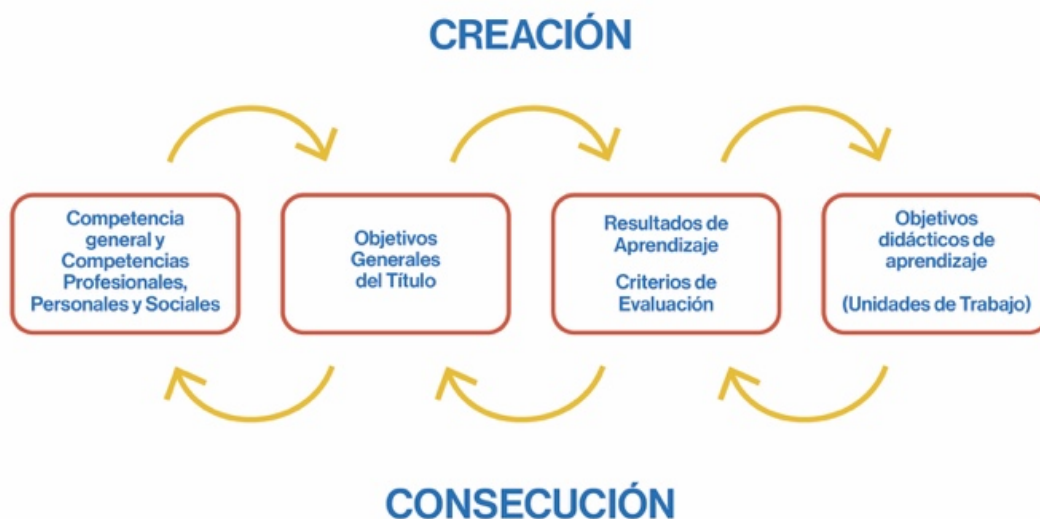 CREACIÓN
Competencia
general y
Competencias
Profesionales,
Personales y Sociales
Objetivos
Generales
del Título
Resultados de
Aprendizaje
Criterios de
Evaluación
Objetivos
didácticos de
aprendizaje
(Unidades de Trabajo)
CONSECUCIÓN